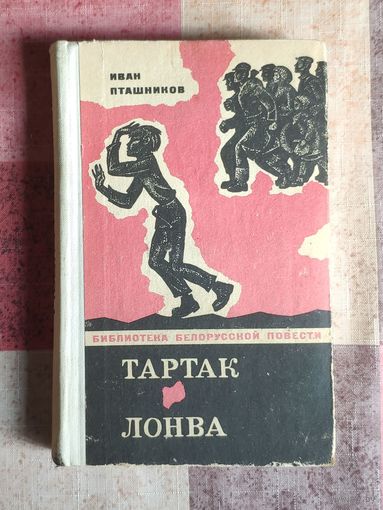 ИВАН
ПТАШНИКОВ
БИБЛИОТЕКА БЕЛОРУССКОЙ ПОВЕСТИ
ТАРТАК
ЛОНВА